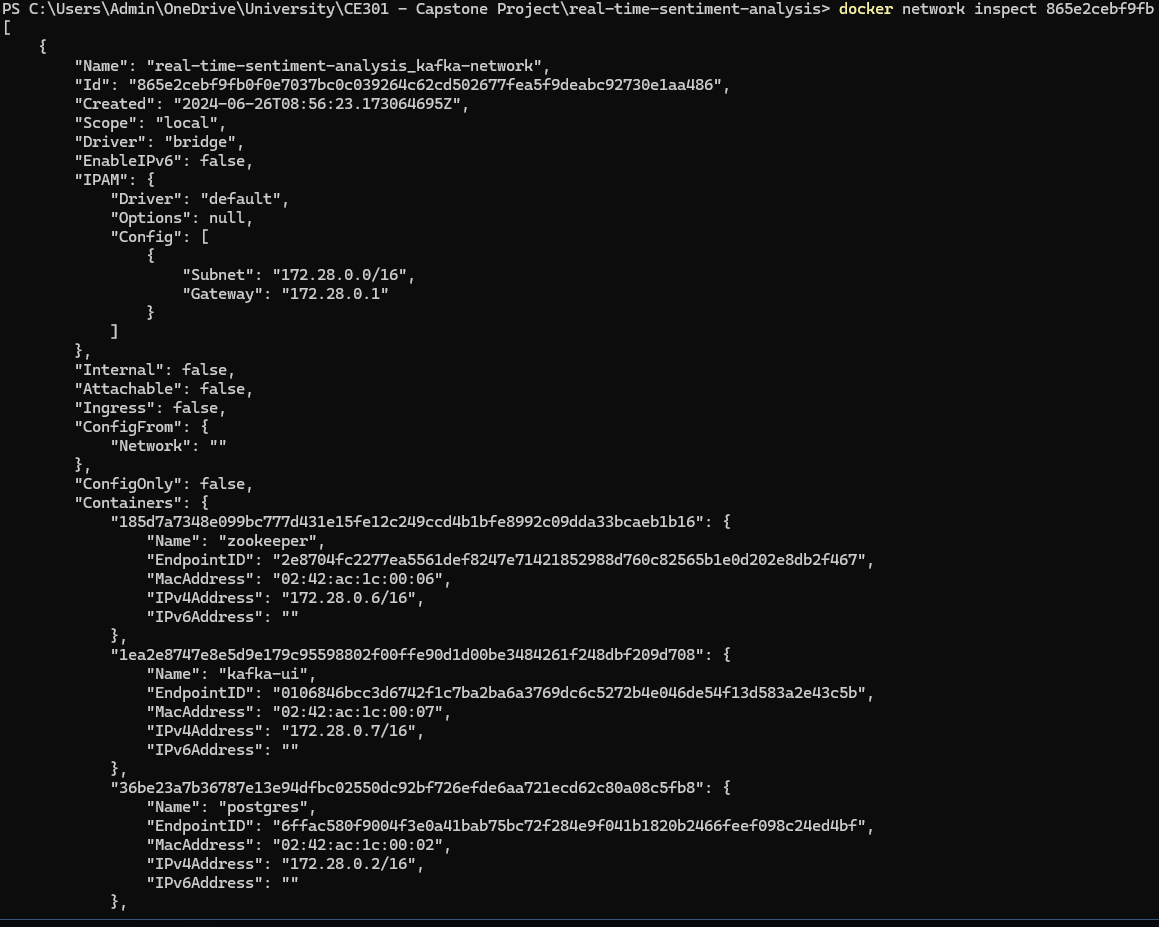 PS C:\Users\Admin\OneDrive\University\CE301 - Capstone Project\real-time-sentiment-analysis> docker network inspect 865e2cebf9fb
[
    {
        "Name": "real-time-sentiment-analysis_kafka-network",
        "Id": "865e2cebf9fb0f0e7037bc0c039264c62cd502677fea5f9deabc92730e1aa486",
        "Created": "2024-06-26T08:56:23.173064695Z",
        "Scope": "local",
        "Driver": "bridge",
        "EnableIPv6": false,
        "IPAM": {
            "Driver": "default",
            "Options": null,
            "Config": [
                {
                    "Subnet": "172.28.0.0/16",
                    "Gateway": "172.28.0.1"
                }
            ]
        },
        "Internal": false,
        "Attachable": false,
        "Ingress": false,
        "ConfigFrom": {
            "Network": ""
        },
        "ConfigOnly": false,
        "Containers": {
            "185d7a7348e099bc777d431e15fe12c249ccd4b1bfe8992c09dda33bcaeb1b16": {
                "Name": "zookeeper",
                "EndpointID": "2e8704fc2277ea5561def8247e71421852988d760c82565b1e0d202e8db2f467",
                "MacAddress": "02:42:ac:1c:00:06",
                "IPv4Address": "172.28.0.6/16",
                "IPv6Address": ""
            },
            "1ea2e8747e8e5d9e179c95598802f00ffe90d1d00be3484261f248dbf209d708": {
                "Name": "kafka-ui",
                "EndpointID": "0106846bcc3d6742f1c7ba2ba6a3769dc6c5272b4e046de54f13d583a2e43c5b",
                "MacAddress": "02:42:ac:1c:00:07",
                "IPv4Address": "172.28.0.7/16",
                "IPv6Address": ""
            },
            "36be23a7b36787e13e94dfbc02550dc92bf726efde6aa721ecd62c80a08c5fb8": {
                "Name": "postgres",
                "EndpointID": "6ffac580f9004f3e0a41bab75bc72f284e9f041b1820b2466feef098c24ed4bf",
                "MacAddress": "02:42:ac:1c:00:02",
                "IPv4Address": "172.28.0.2/16",
                "IPv6Address": ""
            },